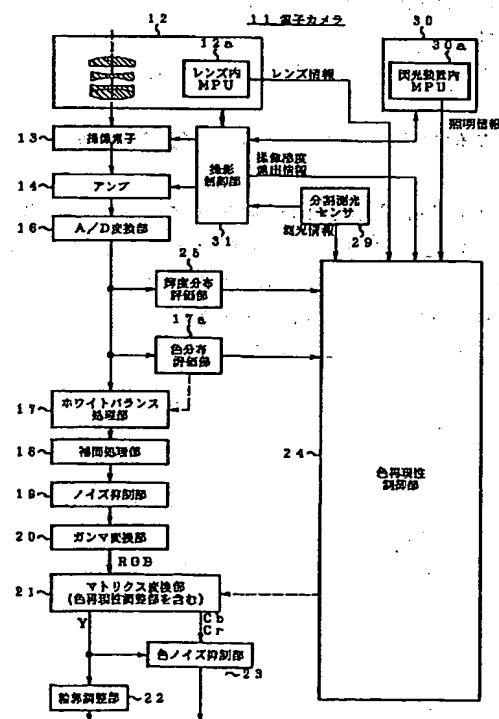 11 電子カメラ
12
12a
レンズ内
MPU
レンズ情報
30
30a
閃光装置内
MPU
照明情報
13
撮像素子
14
アンプ
16
A/D変換部
撮影
制御部
31
撮像感度
露出情報
分割測光
センサ
29
測光情報
25
輝度分布
評価部
17a
色分布
評価部
17
ホワイトバランス
処理部
18
補間処理部
19
ノイズ抑制部
20
ガンマ変換部
RGB
21
マトリクス変換部
(色再現性調整部を含む)
24
色再現性
制御部
Y
Cb
Cr
色ノイズ抑制部
23
輪郭調整部
22